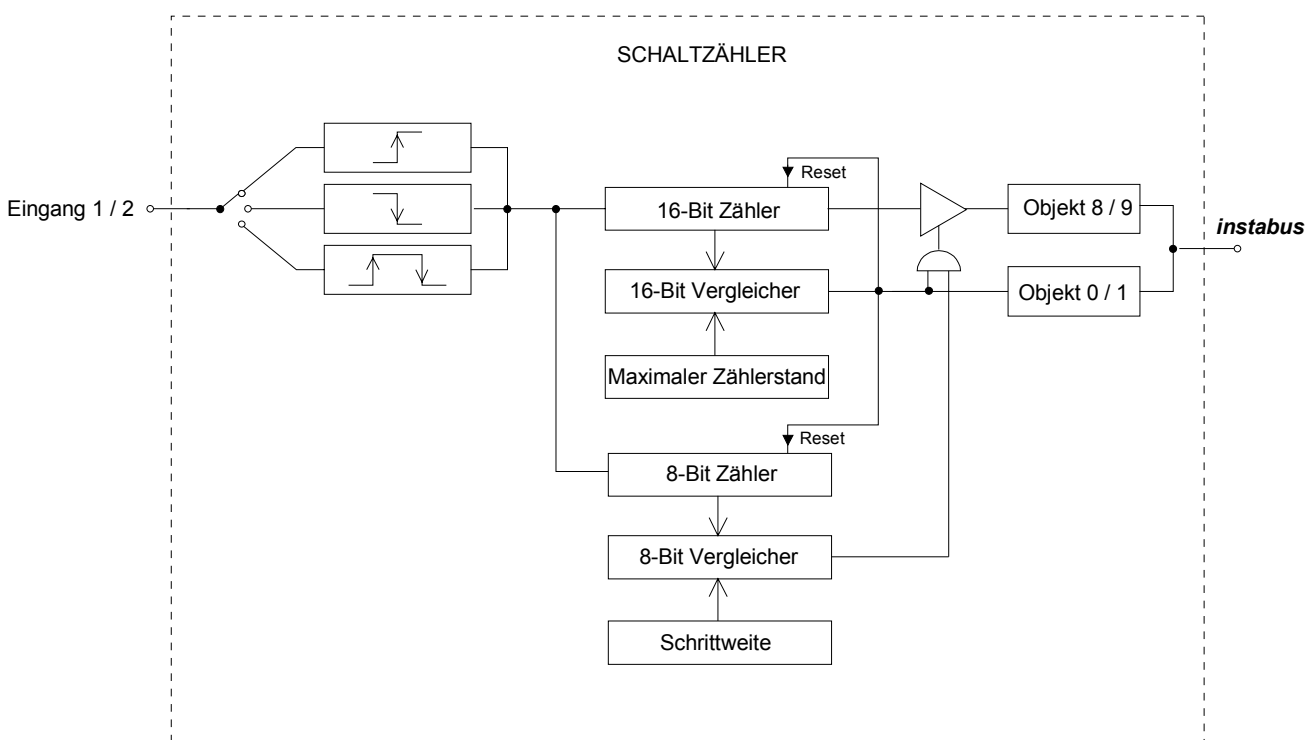 SCHALTZÄHLER
Eingang 1 / 2
Reset
16-Bit Zähler
Objekt 8 / 9
instabus
16-Bit Vergleicher
Objekt 0 / 1
Maximaler Zählerstand
Reset
8-Bit Zähler
8-Bit Vergleicher
Schrittweite